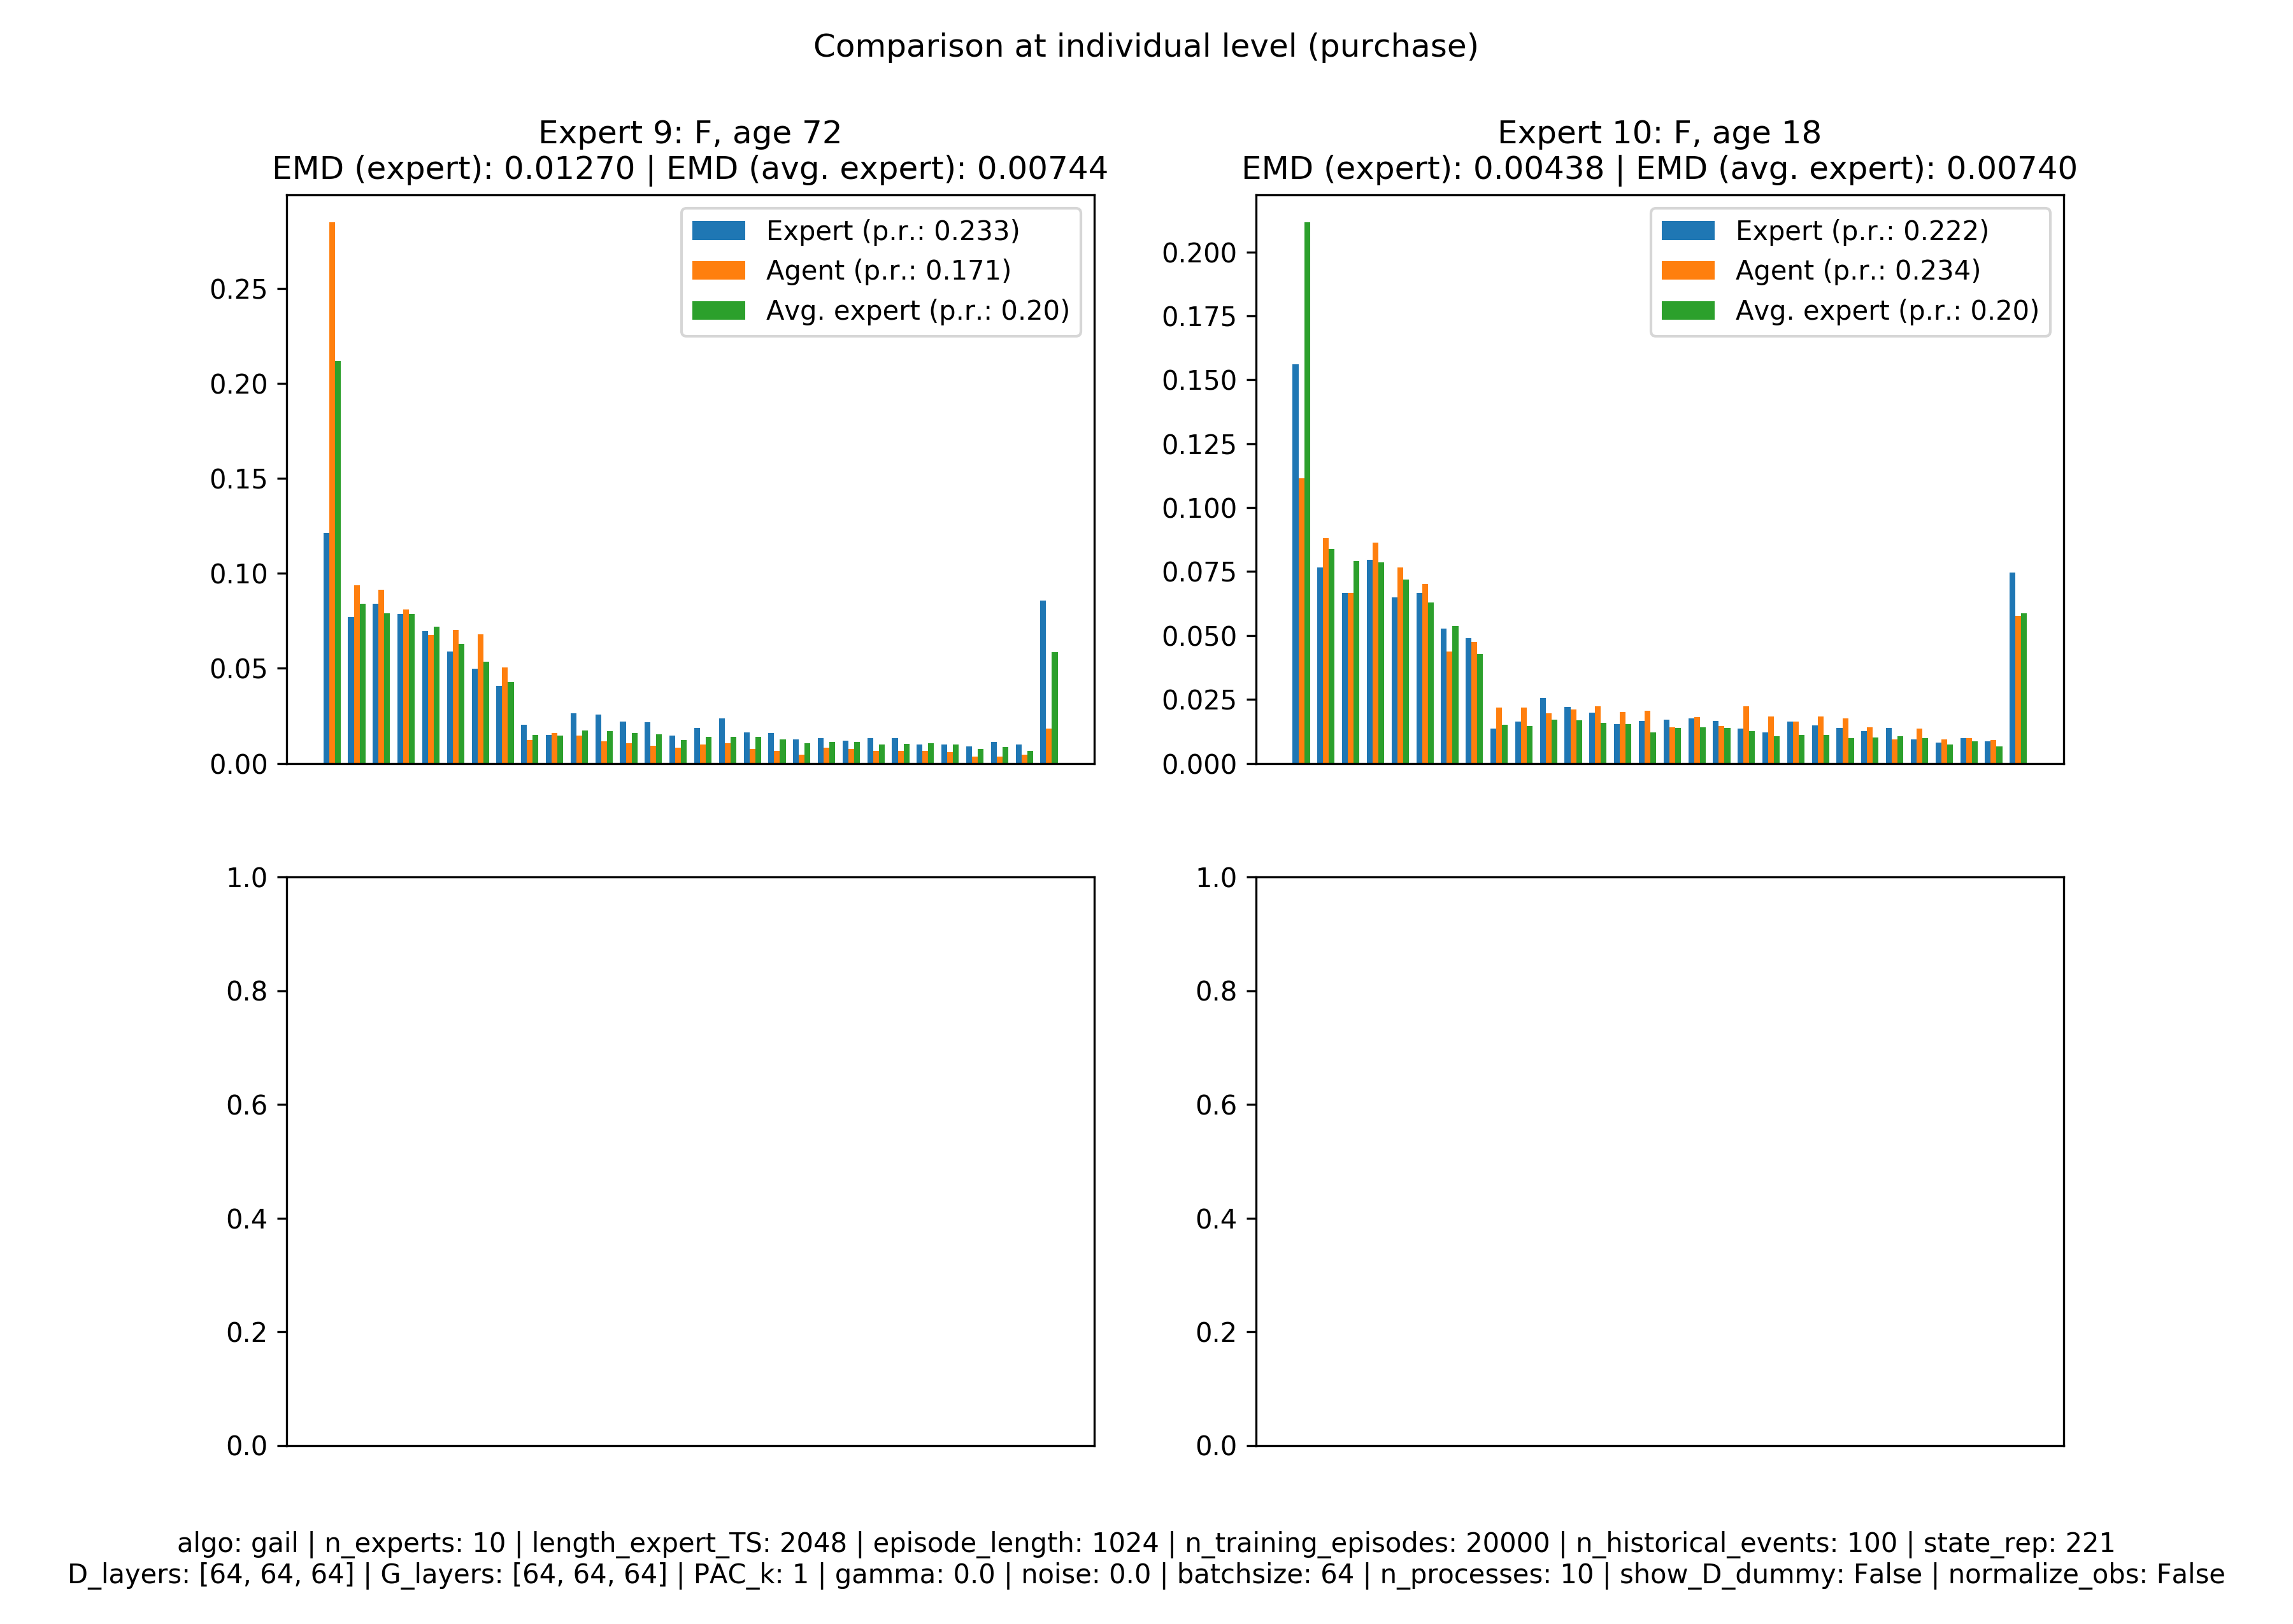 Comparison at individual level (purchase)
Expert 9: F, age 72
EMD (expert): 0.01270 | EMD (avg. expert): 0.00744
Expert (p.r.: 0.233)
Agent (p.r.: 0.171)
Avg. expert (p.r.: 0.20)
0.25
0.20
0.15
0.10
0.05
0.00
Expert 10: F, age 18
EMD (expert): 0.00438 | EMD (avg. expert): 0.00740
Expert (p.r.: 0.222)
Agent (p.r.: 0.234)
Avg. expert (p.r.: 0.20)
0.200
0.175
0.150
0.125
0.100
0.075
0.050
0.025
0.000
1.0
0.8
0.6
0.4
0.2
0.0
1.0
0.8
0.6
0.4
0.2
0.0
algo: gail | n_experts: 10 | length_expert_TS: 2048 | episode_length: 1024 | n_training_episodes: 20000 | n_historical_events: 100 | state_rep: 221
D_layers: [64, 64, 64] | G_layers: [64, 64, 64] | PAC_k: 1 | gamma: 0.0 | noise: 0.0 | batchsize: 64 | n_processes: 10 | show_D_dummy: False | normalize_obs: False